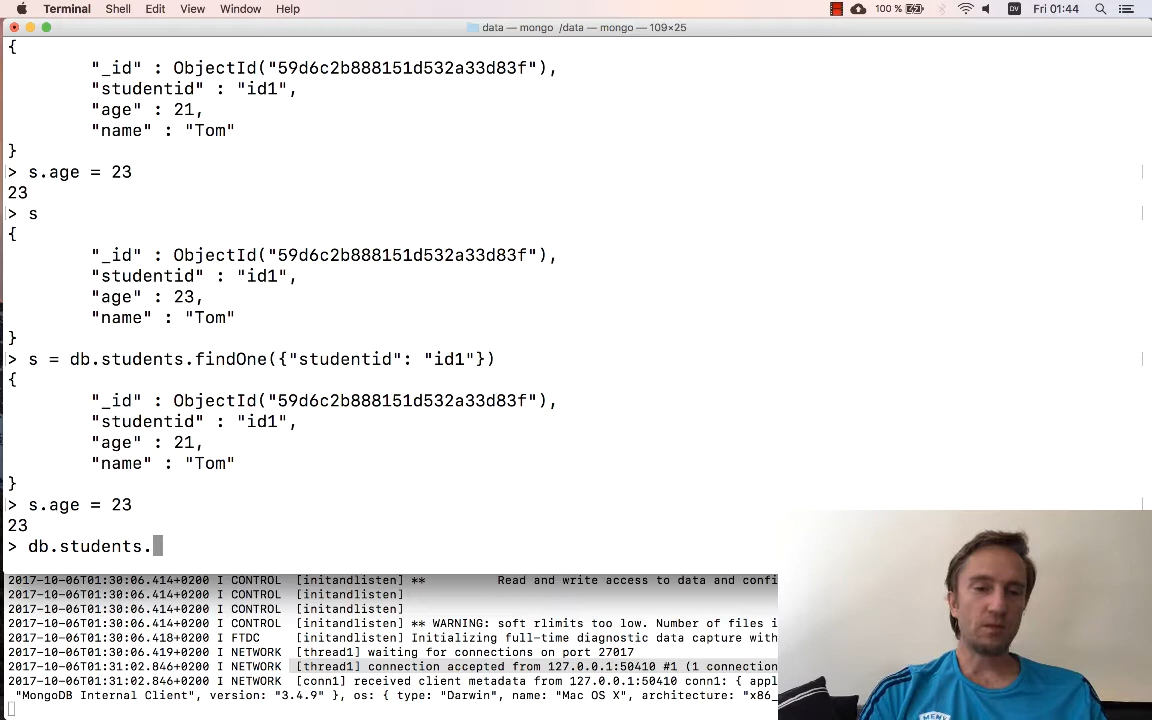 Terminal Shell Edit View Window Help 100 % DV Fri 01:44
data — mongo /data — mongo — 109×25
{
"_id" : ObjectId("59d6c2b888151d532a33d83f"),
"studentid" : "id1",
"age" : 21,
"name" : "Tom"
}
> s.age = 23
23
> s
{
"_id" : ObjectId("59d6c2b888151d532a33d83f"),
"studentid" : "id1",
"age" : 23,
"name" : "Tom"
}
> s = db.students.findOne({"studentid": "id1"})
{
"_id" : ObjectId("59d6c2b888151d532a33d83f"),
"studentid" : "id1",
"age" : 21,
"name" : "Tom"
}
> s.age = 23
23
> db.students.
2017-10-06T01:30:06.414+0200 I CONTROL [initandlisten] ** Read and write access to data and confi
2017-10-06T01:30:06.414+0200 I CONTROL [initandlisten]
2017-10-06T01:30:06.414+0200 I CONTROL [initandlisten]
2017-10-06T01:30:06.414+0200 I CONTROL [initandlisten] ** WARNING: soft rlimits too low. Number of files i
2017-10-06T01:30:06.418+0200 I FTDC [initandlisten] Initializing full-time diagnostic data capture with
2017-10-06T01:30:06.419+0200 I NETWORK [thread1] waiting for connections on port 27017
2017-10-06T01:31:02.846+0200 I NETWORK [thread1] connection accepted from 127.0.0.1:50410 #1 (1 connection
2017-10-06T01:31:02.846+0200 I NETWORK [conn1] received client metadata from 127.0.0.1:50410 conn1: { appl
"MongoDB Internal Client", version: "3.4.9" }, os: { type: "Darwin", name: "Mac OS X", architecture: "x86_